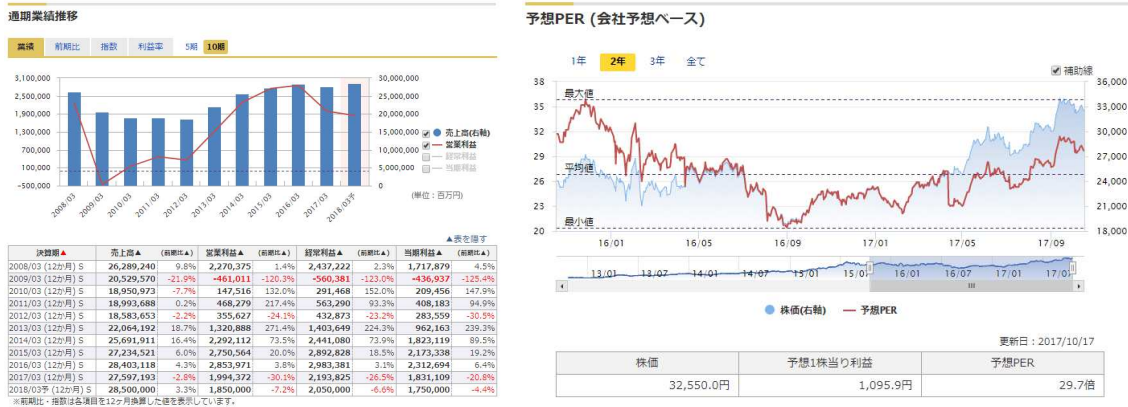 通期業績推移
業績 前期比 指数 利益率 5期 10期
3,100,000
2,500,000
1,900,000
1,300,000
700,000
100,000
-500,000
30,000,000
25,000,000
20,000,000
15,000,000
10,000,000
5,000,000
0
売上高(右軸)
営業利益
経常利益
当期利益
(単位：百万円)
2008/03 2009/03 2010/03 2011/03 2012/03 2013/03 2014/03 2015/03 2016/03 2017/03 2018/03予
▲表を隠す
決算期▲ 売上高▲ (前期比▲) 営業利益▲ (前期比▲) 経常利益▲ (前期比▲) 当期利益▲ (前期比▲)
2008/03 (12か月) S 26,289,240 9.8% 2,270,375 1.4% 2,437,222 2.3% 1,717,879 4.5%
2009/03 (12か月) S 20,529,570 -21.9% -461,011 -120.3% -560,381 -123.0% -436,937 -125.4%
2010/03 (12か月) S 18,950,973 -7.7% 147,516 132.0% 291,468 152.0% 209,456 147.9%
2011/03 (12か月) S 18,993,688 0.2% 468,279 217.4% 563,290 93.3% 408,183 94.9%
2012/03 (12か月) S 18,583,653 -2.2% 355,627 -24.1% 432,873 -23.2% 283,559 -30.5%
2013/03 (12か月) S 22,064,192 18.7% 1,320,888 271.4% 1,403,649 224.3% 962,163 239.3%
2014/03 (12か月) S 25,691,911 16.4% 2,292,112 73.5% 2,441,080 73.9% 1,823,119 89.5%
2015/03 (12か月) S 27,234,521 6.0% 2,750,564 20.0% 2,892,828 18.5% 2,173,338 19.2%
2016/03 (12か月) S 28,403,118 4.3% 2,853,971 3.8% 2,983,381 3.1% 2,312,694 6.4%
2017/03 (12か月) S 27,597,193 -2.8% 1,994,372 -30.1% 2,193,825 -26.5% 1,831,109 -20.8%
2018/03予 (12か月) S 28,500,000 3.3% 1,850,000 -7.2% 2,050,000 -6.6% 1,750,000 -4.4%
※前期比・指数は各項目を12ヶ月換算した値を表示しています。
予想PER (会社予想ベース)
1年 2年 3年 全て
補助線
38
35
32
29
26
23
20
最大値
平均値
最小値
36,000
33,000
30,000
27,000
24,000
21,000
18,000
16/01 16/05 16/09 17/01 17/05 17/09
13/01 13/07 14/01 14/07 15/01 15/07 16/01 16/07 17/01 17/07
株価(右軸) 予想PER
更新日：2017/10/17
株価 予想1株当り利益 予想PER
32,550.0円 1,095.9円 29.7倍